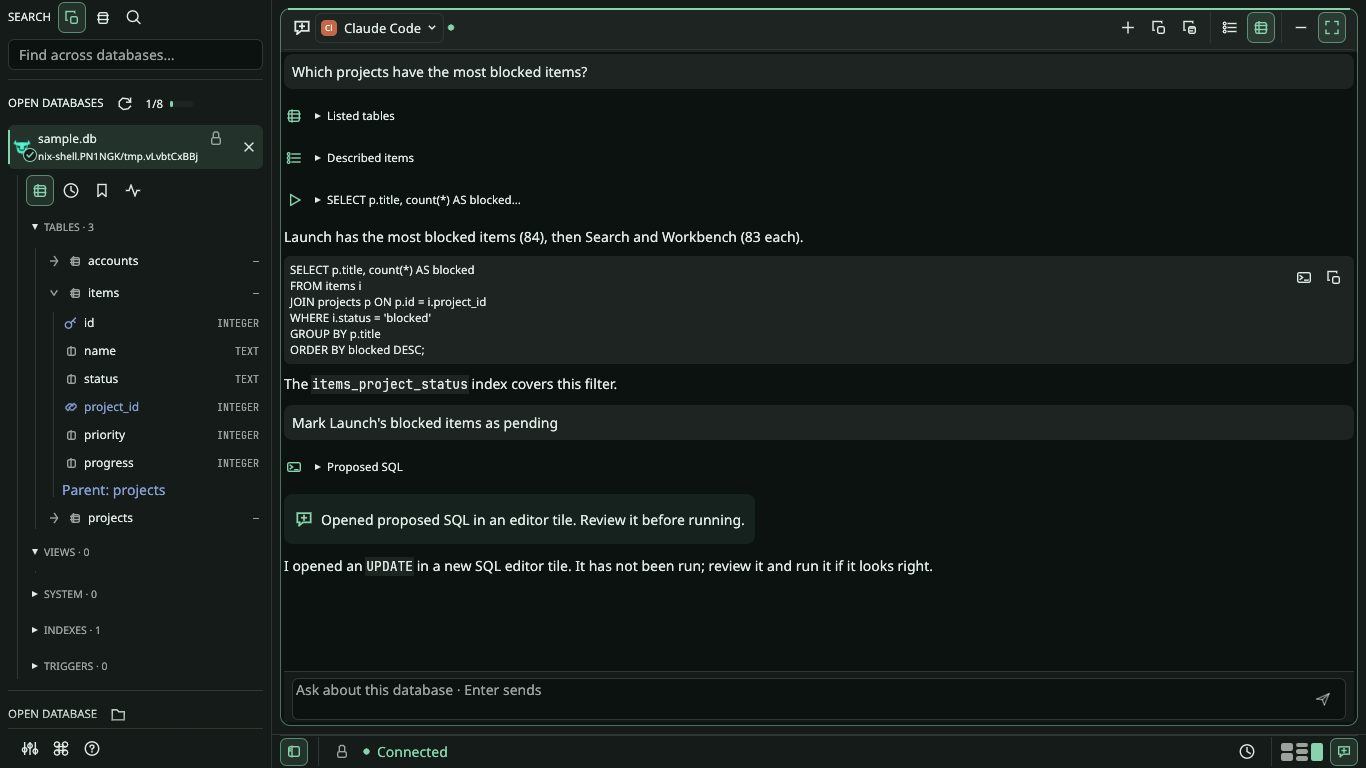 SEARCH
Find across databases...
OPEN DATABASES 1/8
sample.db
nix-shell.PN1NGK/tmp.vLvbtCxBBj
TABLES · 3
accounts –
items –
id INTEGER
name TEXT
status TEXT
project_id INTEGER
priority INTEGER
progress INTEGER
Parent: projects
projects –
VIEWS · 0
SYSTEM · 0
INDEXES · 1
TRIGGERS · 0
OPEN DATABASE
Cl Claude Code
Which projects have the most blocked items?
Listed tables
Described items
SELECT p.title, count(*) AS blocked...
Launch has the most blocked items (84), then Search and Workbench (83 each).
SELECT p.title, count(*) AS blocked
FROM items i
JOIN projects p ON p.id = i.project_id
WHERE i.status = 'blocked'
GROUP BY p.title
ORDER BY blocked DESC;
The items_project_status index covers this filter.
Mark Launch's blocked items as pending
Proposed SQL
Opened proposed SQL in an editor tile. Review it before running.
I opened an UPDATE in a new SQL editor tile. It has not been run; review it and run it if it looks right.
Ask about this database · Enter sends
Connected